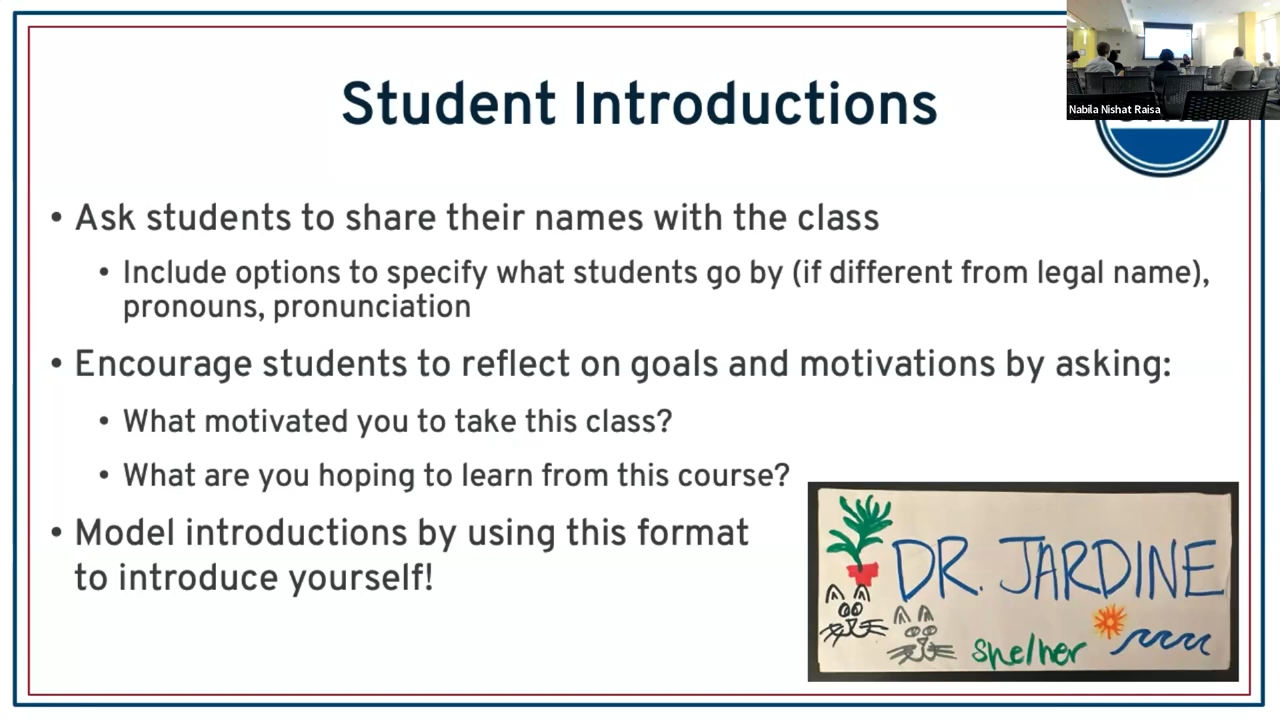 Student Introductions
Nabila Nishat Raisa
• Ask students to share their names with the class
• Include options to specify what students go by (if different from legal name),
pronouns, pronunciation
• Encourage students to reflect on goals and motivations by asking:
• What motivated you to take this class?
• What are you hoping to learn from this course?
• Model introductions by using this format
to introduce yourself!
DR. JARDINE
she/her